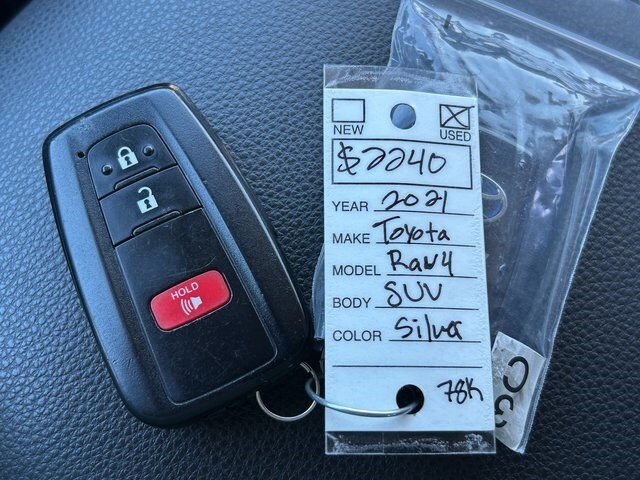 HOLD
NEW USED
$2240
YEAR 2021
MAKE Toyota
MODEL Rav4
BODY SUV
COLOR Silver
78K